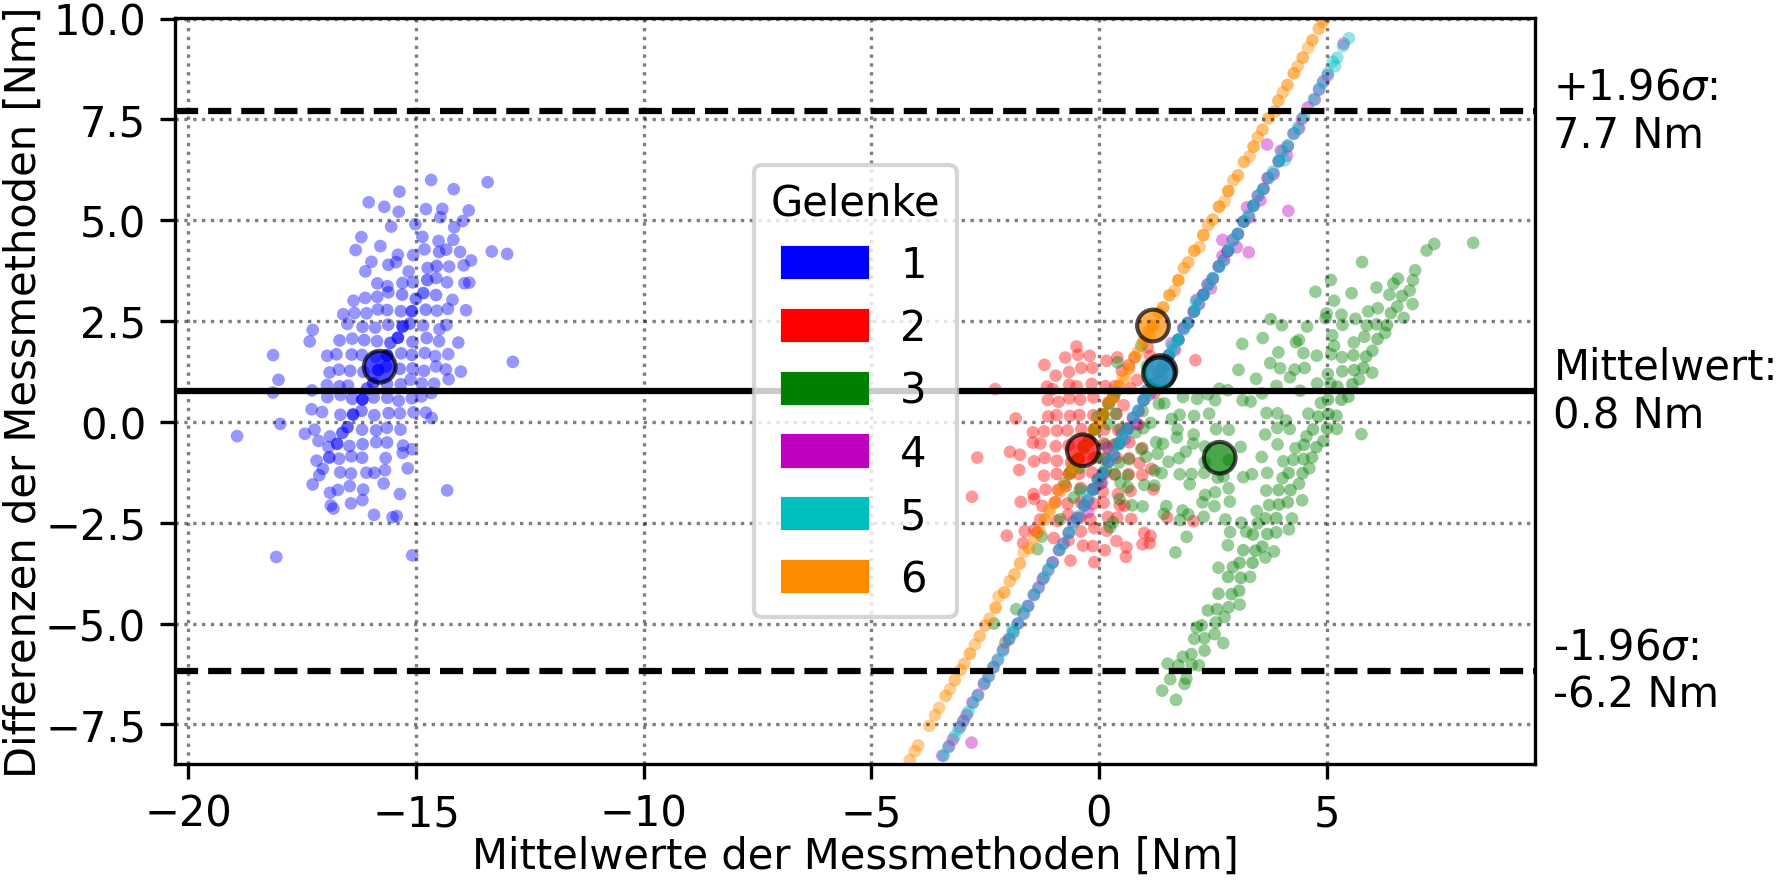 Differenzen der Messmethoden [Nm]
10.0
7.5
5.0
2.5
0.0
−2.5
−5.0
−7.5
−20
−15
−10
−5
0
5
Mittelwerte der Messmethoden [Nm]
Gelenke
1
2
3
4
5
6
+1.96σ:
7.7 Nm
Mittelwert:
0.8 Nm
-1.96σ:
-6.2 Nm